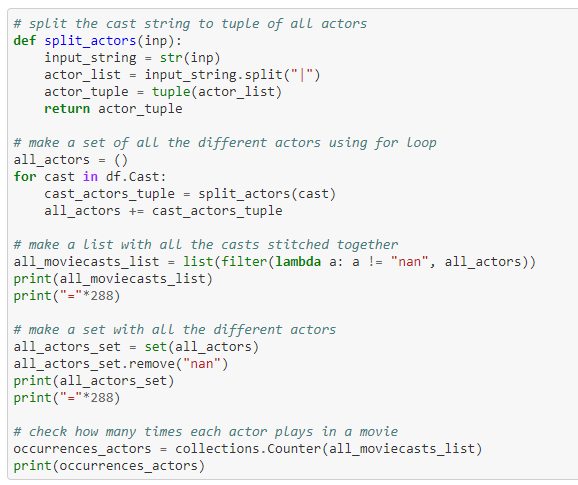 # split the cast string to tuple of all actors
def split_actors(inp):
    input_string = str(inp)
    actor_list = input_string.split("|")
    actor_tuple = tuple(actor_list)
    return actor_tuple

# make a set of all the different actors using for loop
all_actors = ()
for cast in df.Cast:
    cast_actors_tuple = split_actors(cast)
    all_actors += cast_actors_tuple

# make a list with all the casts stitched together
all_moviecasts_list = list(filter(lambda a: a != "nan", all_actors))
print(all_moviecasts_list)
print("="*288)

# make a set with all the different actors
all_actors_set = set(all_actors)
all_actors_set.remove("nan")
print(all_actors_set)
print("="*288)

# check how many times each actor plays in a movie
occurrences_actors = collections.Counter(all_moviecasts_list)
print(occurrences_actors)